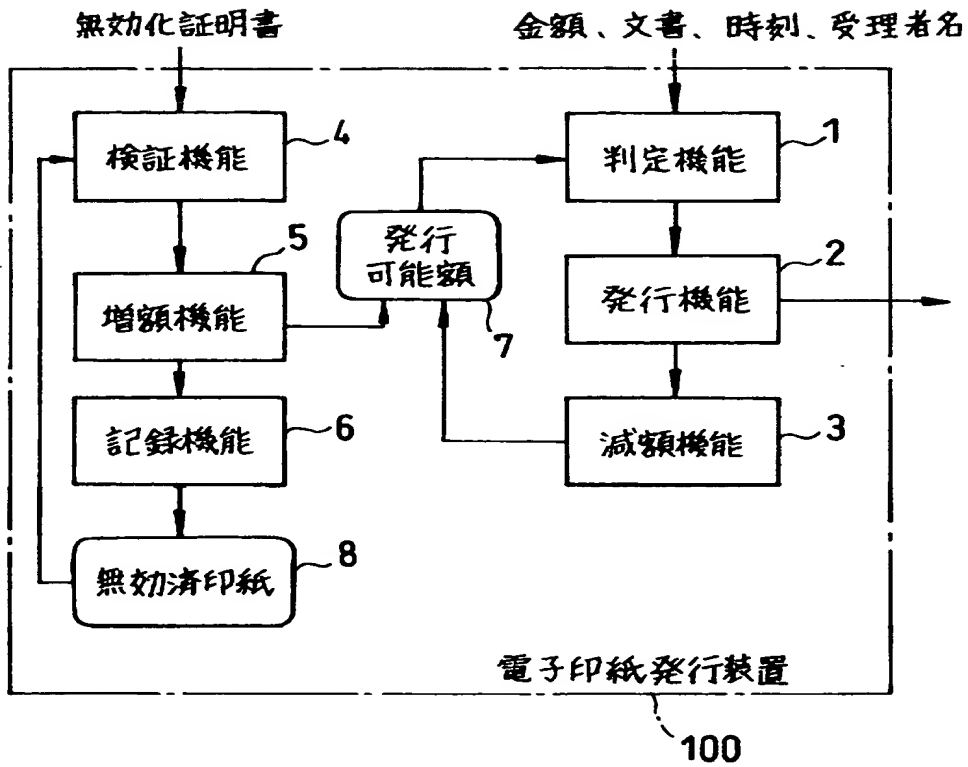 無効化証明書
金額、文書、時刻、受理者名
検証機能
4
判定機能
1
発行
可能額
7
増額機能
5
発行機能
2
記録機能
6
減額機能
3
無効済印紙
8
電子印紙発行装置
100